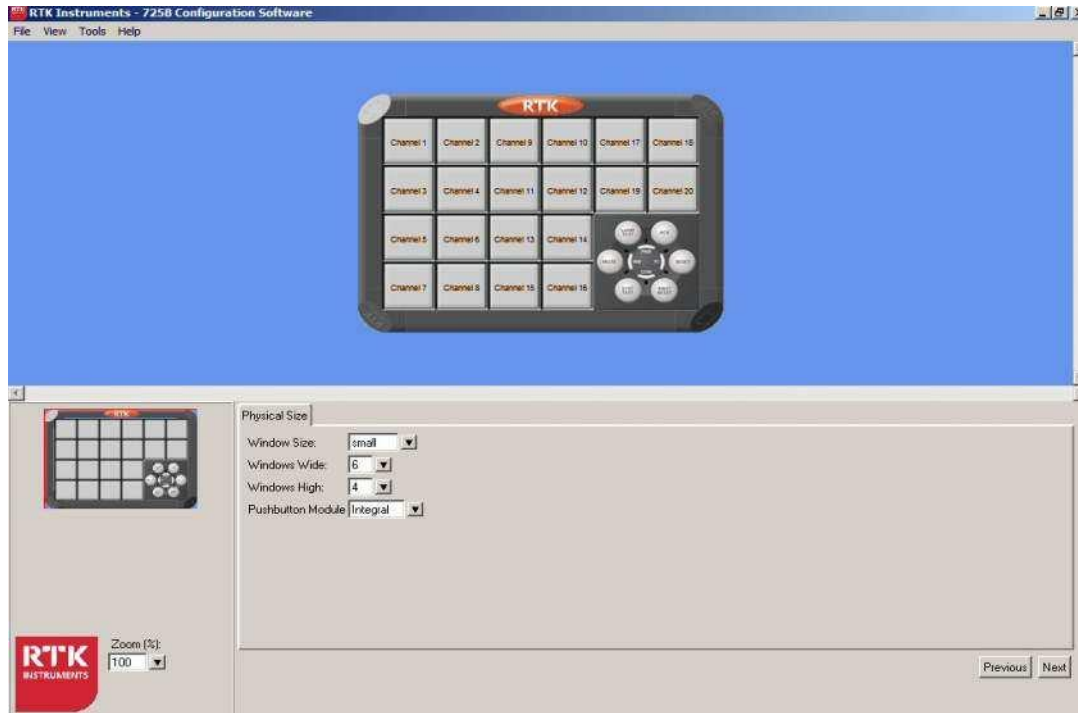 RTK Instruments - 725B Configuration Software
File View Tools Help
RTK
Channel 1 Channel 2 Channel 9 Channel 10 Channel 17 Channel 18
Channel 3 Channel 4 Channel 11 Channel 12 Channel 19 Channel 20
Channel 5 Channel 6 Channel 13 Channel 14
Channel 7 Channel 8 Channel 15 Channel 16
RTK
Physical Size
Window Size: small
Windows Wide: 6
Windows High: 4
Pushbutton Module Integral
Zoom (%):
100
RTK
INSTRUMENTS
Previous Next